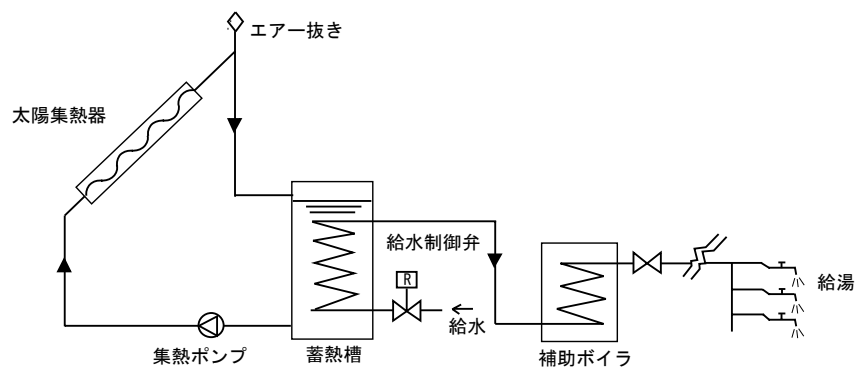 エアー抜き
太陽集熱器
給水制御弁
R
給水
給湯
集熱ポンプ
蓄熱槽
補助ボイラ